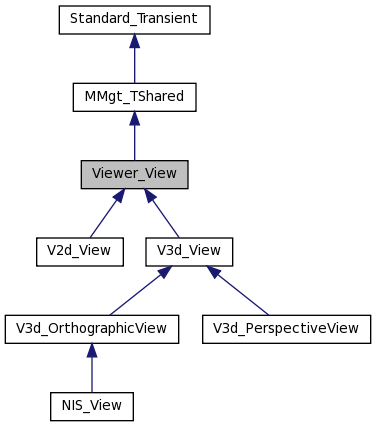 Standard_Transient
MMgt_TShared
Viewer_View
V2d_View
V3d_View
V3d_OrthographicView
V3d_PerspectiveView
NIS_View